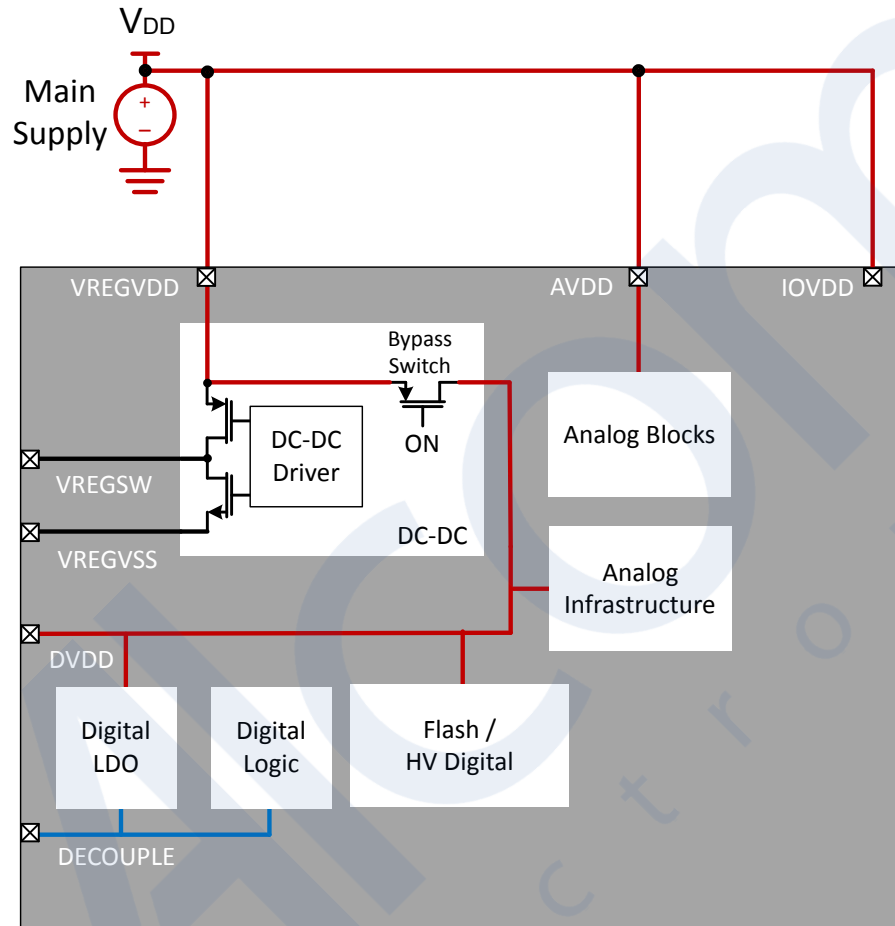 VDD
Main
Supply
+
−
VREGVDD
AVDD
IOVDD
Bypass
Switch
ON
DC-DC
Driver
VREGSW
VREGVSS
DC-DC
Analog Blocks
Analog
Infrastructure
DVDD
Digital
LDO
Digital
Logic
Flash /
HV Digital
DECOUPLE